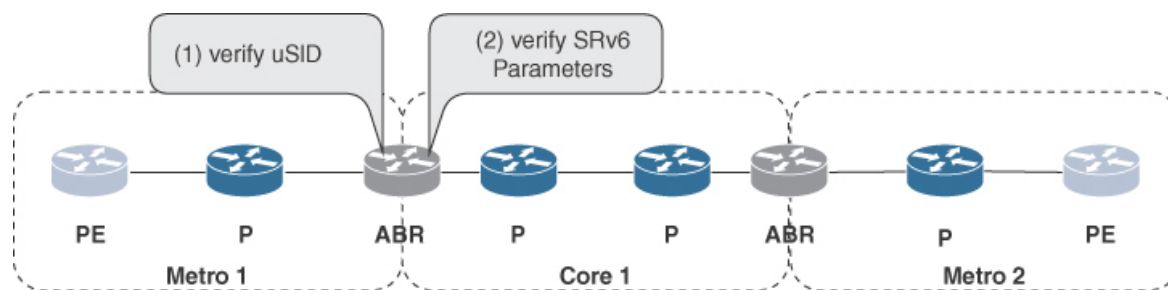 (1) verify uSID
(2) verify SRv6
Parameters
PE
P
ABR
P
P
ABR
P
PE
Metro 1
Core 1
Metro 2